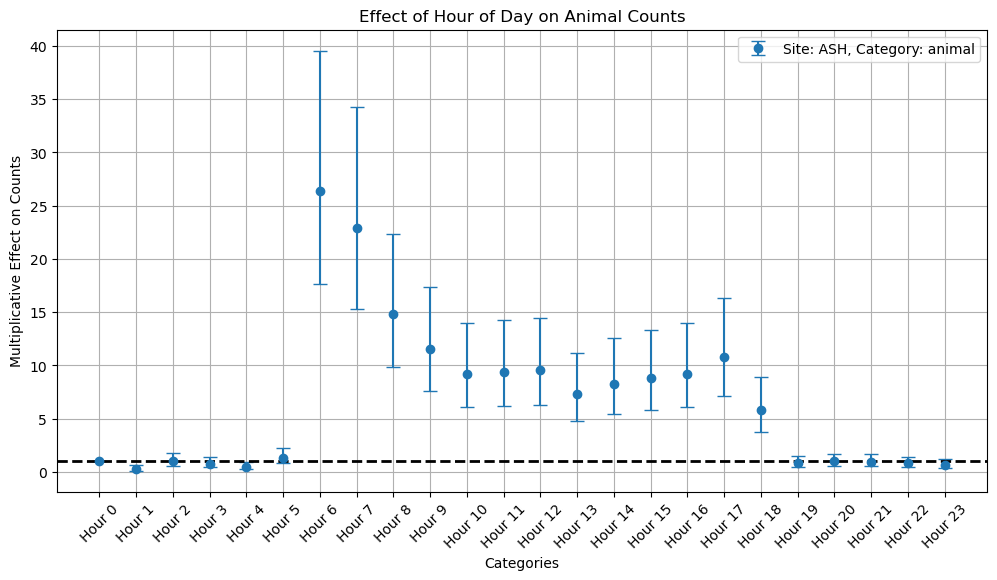 Effect of Hour of Day on Animal Counts
Site: ASH, Category: animal
Multiplicative Effect on Counts
40
35
30
25
20
15
10
5
0
Hour 0
Hour 1
Hour 2
Hour 3
Hour 4
Hour 5
Hour 6
Hour 7
Hour 8
Hour 9
Hour 10
Hour 11
Hour 12
Hour 13
Hour 14
Hour 15
Hour 16
Hour 17
Hour 18
Hour 19
Hour 20
Hour 21
Hour 22
Hour 23
Categories